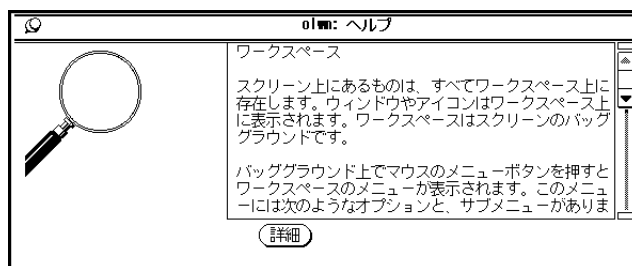 olwm: ヘルプ
ワークスペース
スクリーン上にあるものは、すべてワークスペース上に
存在します。ウィンドウやアイコンはワークスペース上
に表示されます。ワークスペースはスクリーンのバッグ
グラウンドです。
バッググラウンド上でマウスのメニューボタンを押すと
ワークスペースのメニューが表示されます。このメニュ
ーには次のようなオプションと、サブメニューがありま
詳細